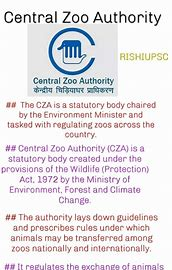 Central Zoo Authority
RISHIUPSC
Central Zoo Authority
केन्द्रीय चिड़ियाघर प्राधिकरण
## The CZA is a statutory body chaired
by the Environment Minister and
tasked with regulating zoos across the
country.
## Central Zoo Authority (CZA) is a
statutory body created under the
provisions of the Wildlife (Protection)
Act, 1972 by the Ministry of
Environment, Forest and Climate
Change.
## The authority lays down guidelines
and prescribes rules under which
animals may be transferred among
zoos nationally and internationally.
## It regulates the exchange of animals